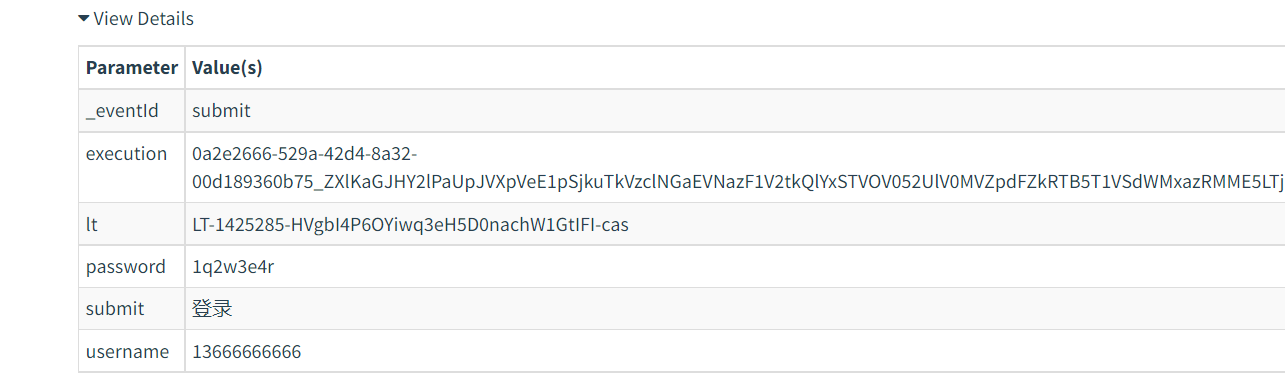 View Details
Parameter Value(s)
_eventId submit
execution 0a2e2666-529a-42d4-8a32-
00d189360b75_ZXlKaGJHY2lPaUpJVXpVeE1pSjkuTkVzclNGaEVNazF1V2tkQlYxSTVOV052UlV0MVZpdFZkRTB5T1VSdWMxazRMME5LTj
lt LT-1425285-HVgbI4P6OYiwq3eH5D0nachW1GtIFI-cas
password 1q2w3e4r
submit 登录
username 13666666666